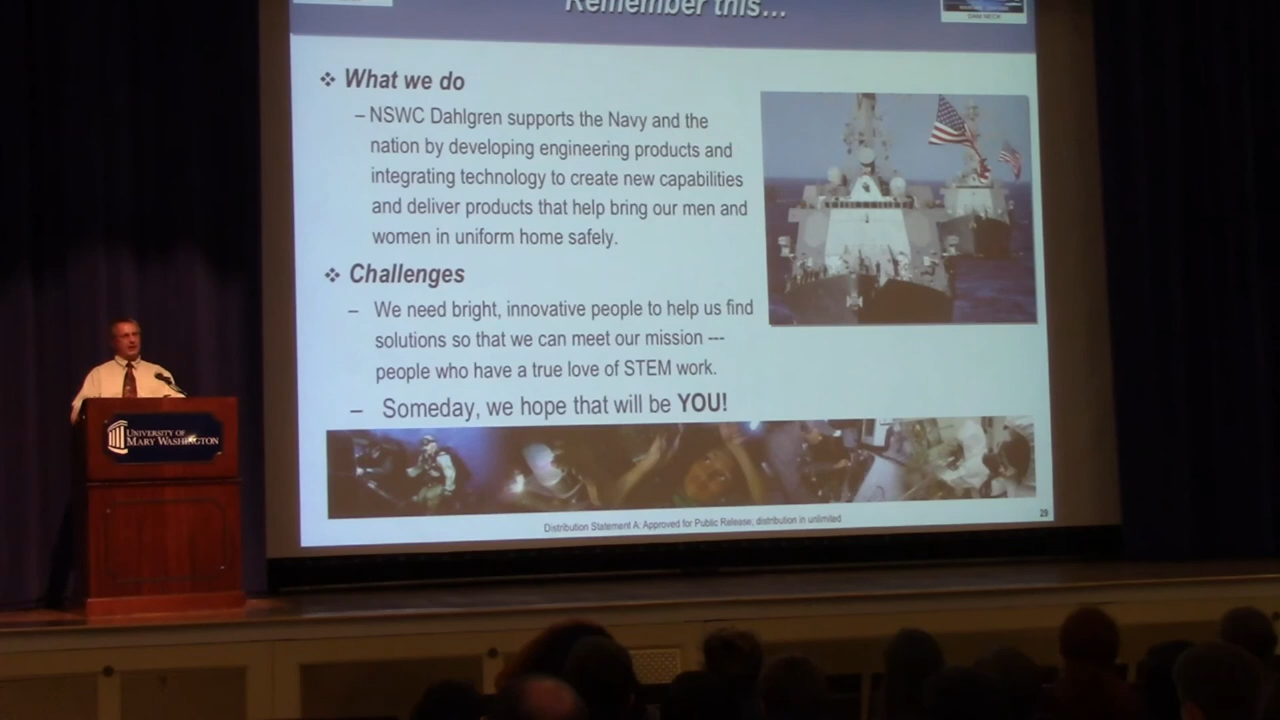 Remember this...
DAM NECK
❖ What we do
– NSWC Dahlgren supports the Navy and the
nation by developing engineering products and
integrating technology to create new capabilities
and deliver products that help bring our men and
women in uniform home safely.
❖ Challenges
– We need bright, innovative people to help us find
solutions so that we can meet our mission ---
people who have a true love of STEM work.
– Someday, we hope that will be YOU!
Distribution Statement A: Approved for Public Release; distribution in unlimited
29
UNIVERSITY OF
MARY WASHINGTON